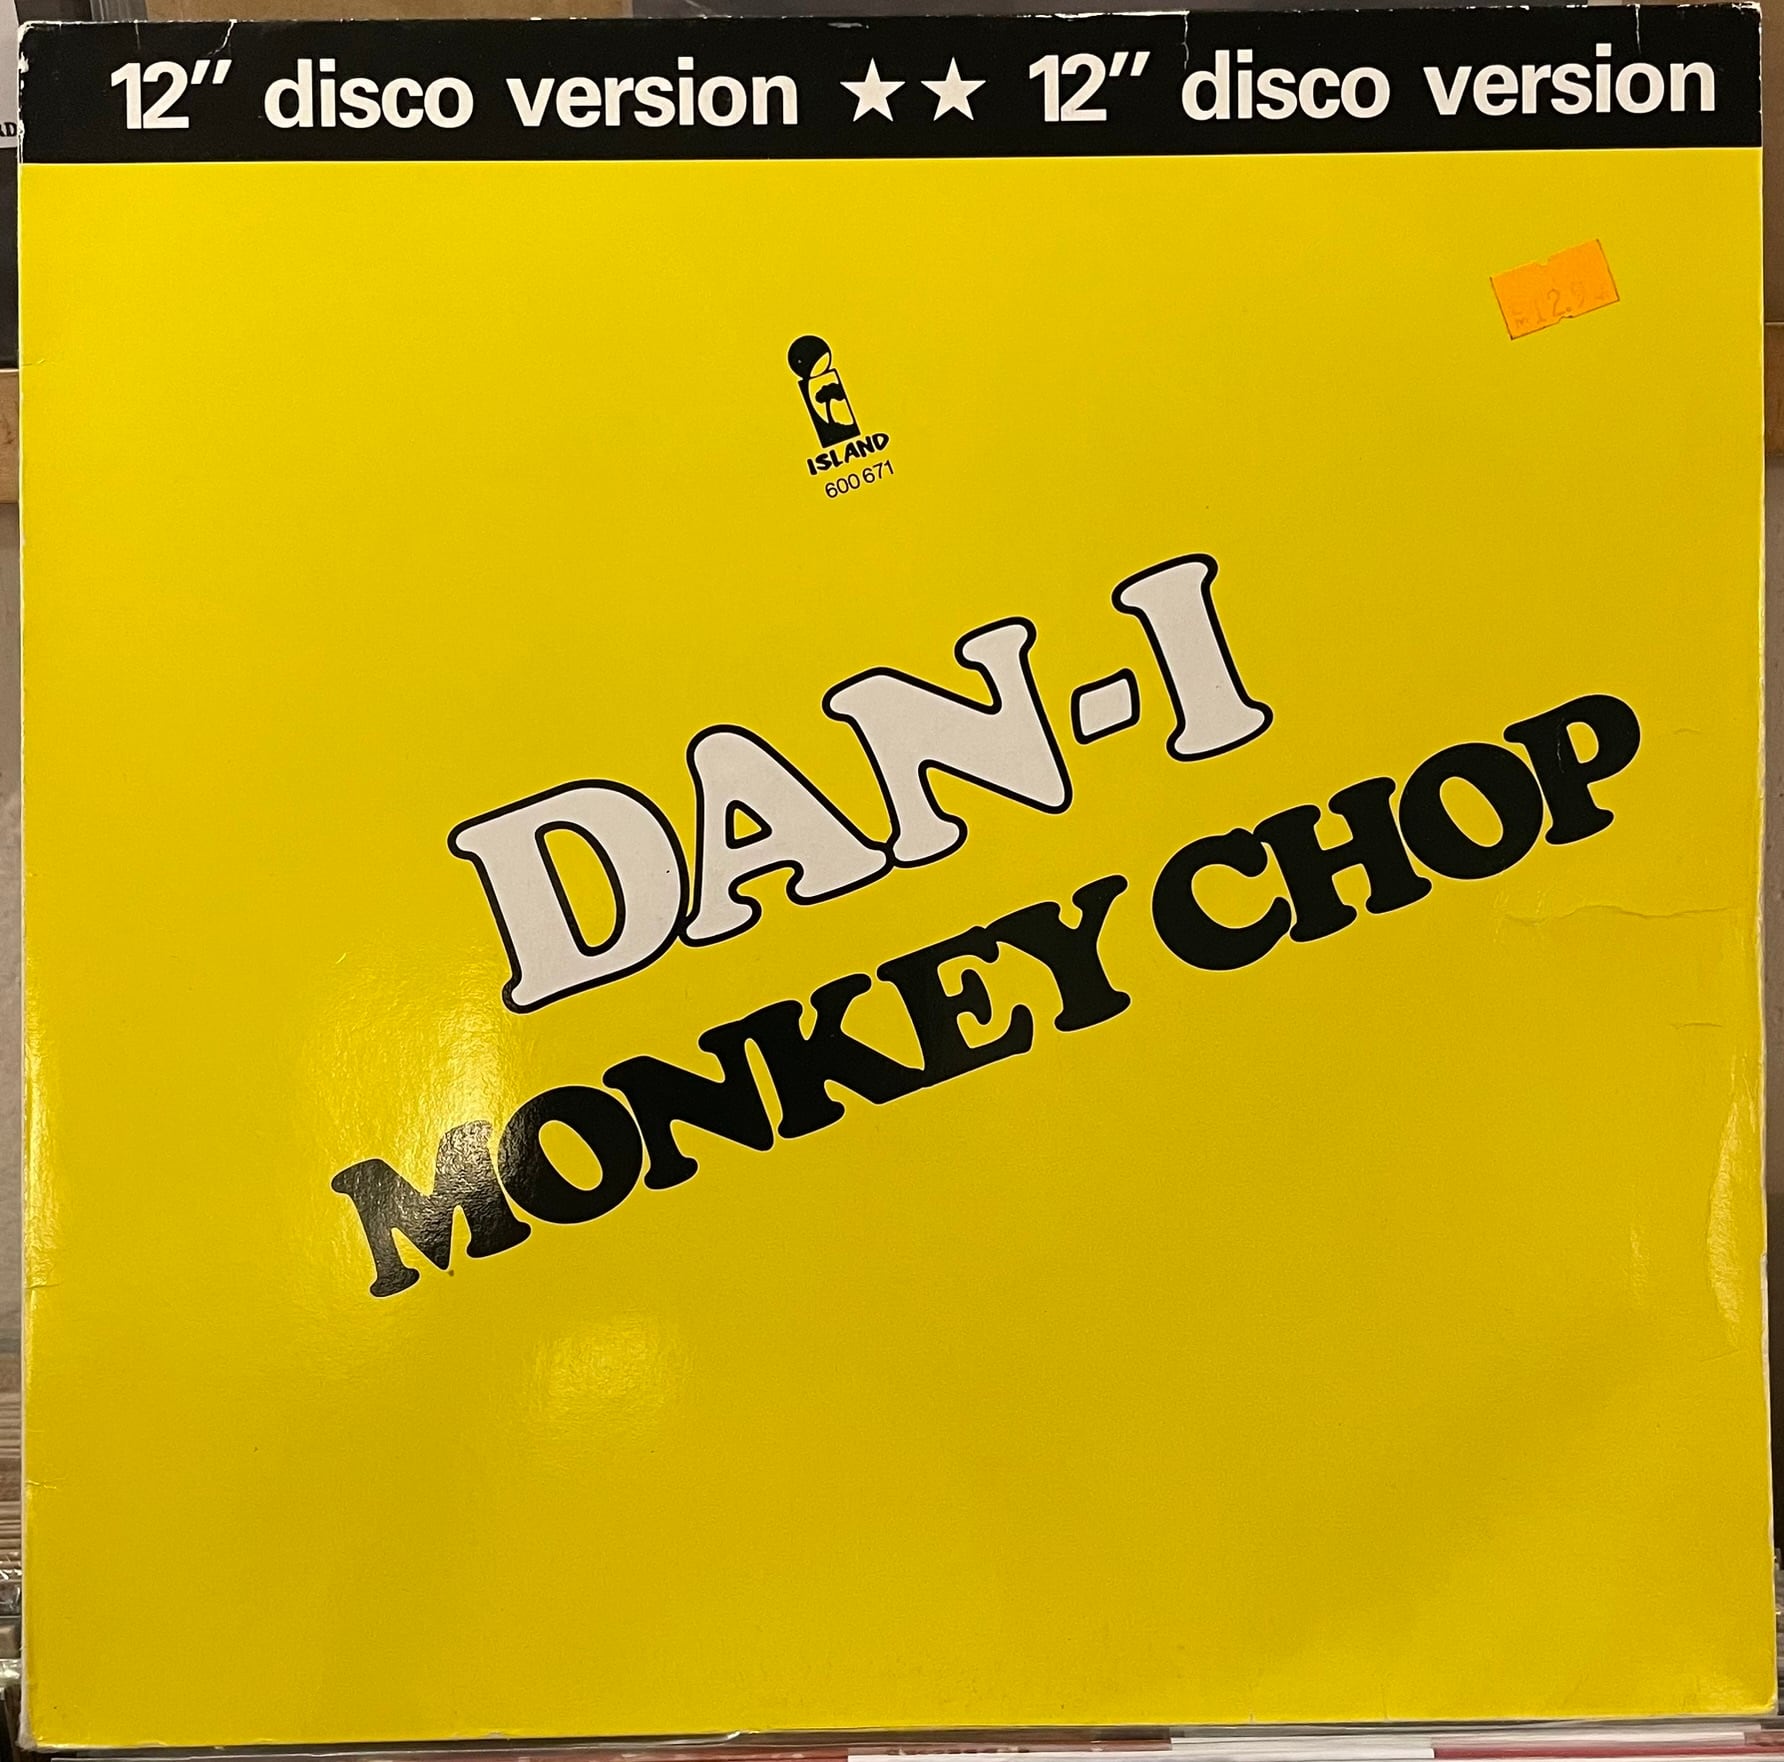 12" disco version ★★ 12" disco version
ISLAND
600 671
DAN-I
MONKEY CHOP